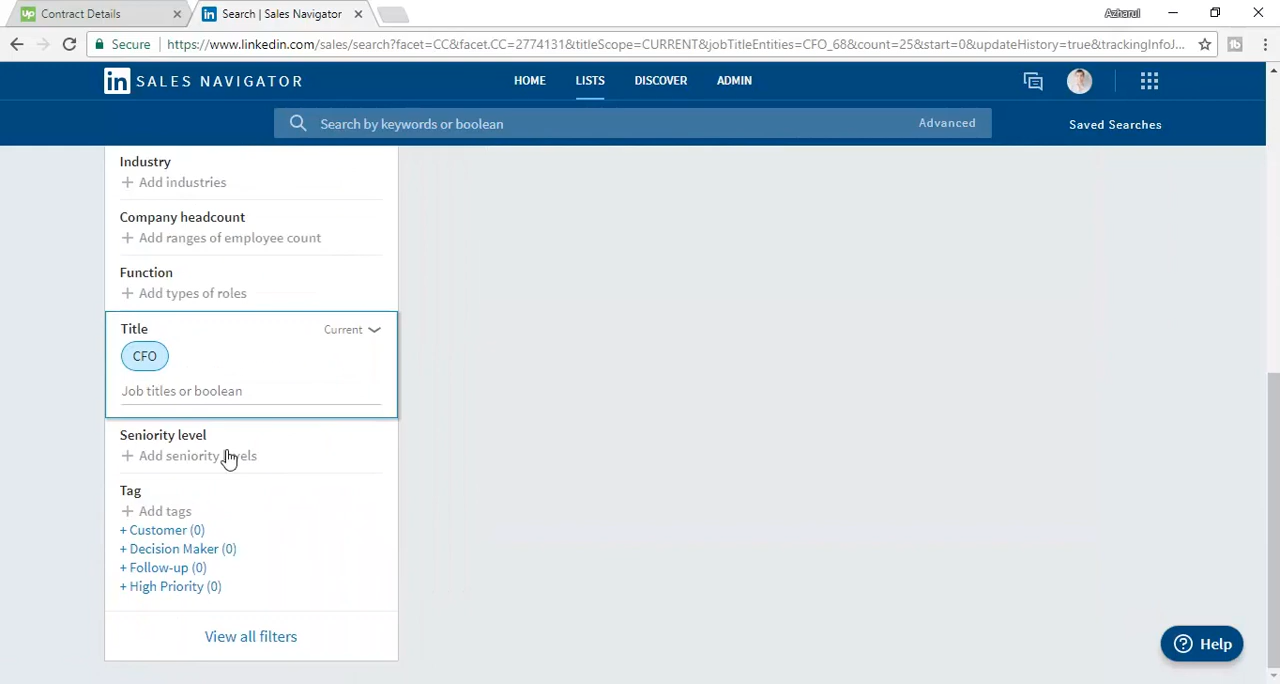 up Contract Details
in Search | Sales Navigator
Azharul
Secure https://www.linkedin.com/sales/search?facet=CC&facet.CC=2774131&titleScope=CURRENT&jobTitleEntities=CFO_68&count=25&start=0&updateHistory=true&trackingInfoJ...
in SALES NAVIGATOR HOME LISTS DISCOVER ADMIN
Search by keywords or boolean Advanced Saved Searches
Industry
+ Add industries
Company headcount
+ Add ranges of employee count
Function
+ Add types of roles
Title Current
CFO
Job titles or boolean
Seniority level
+ Add seniority levels
Tag
+ Add tags
+ Customer (0)
+ Decision Maker (0)
+ Follow-up (0)
+ High Priority (0)
View all filters
? Help